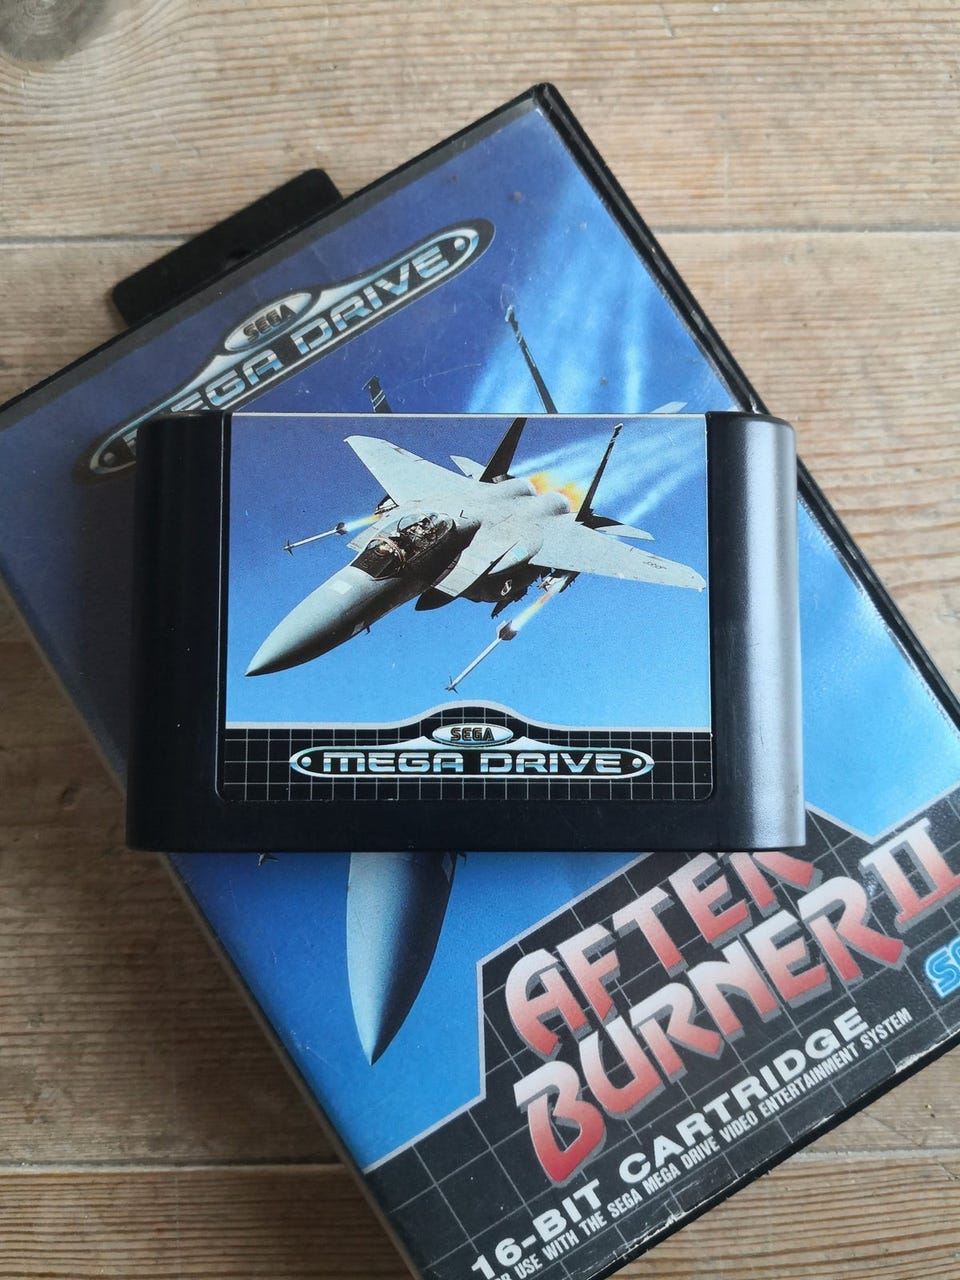 SEGA
MEGA DRIVE
SEGA
MEGA DRIVE
AFTER
BURNER II
16-BIT CARTRIDGE
USE WITH THE SEGA MEGA DRIVE VIDEO ENTERTAINMENT SYSTEM